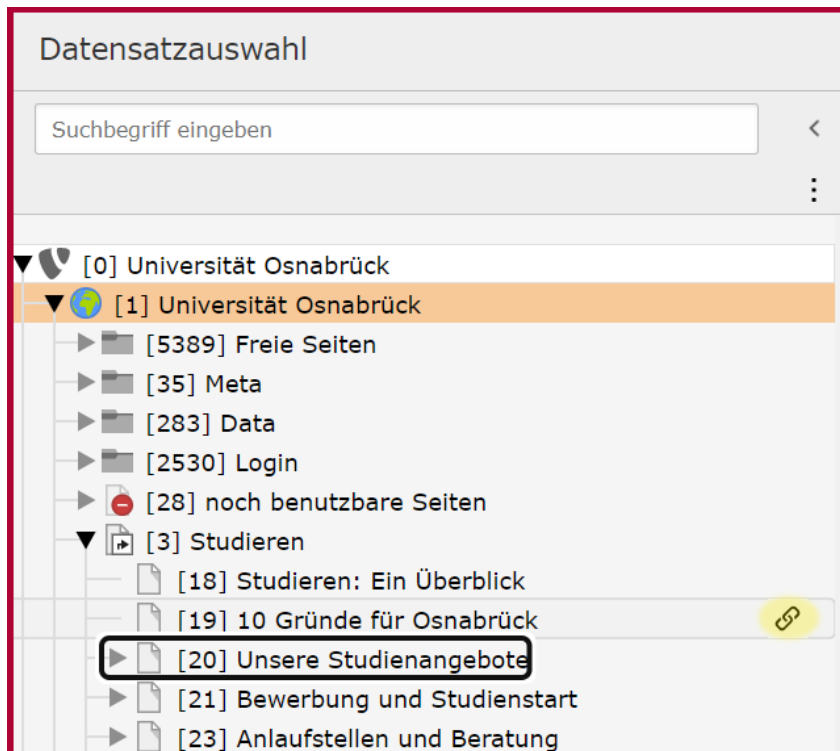 Datensatzauswahl
Suchbegriff eingeben
[0] Universität Osnabrück
[1] Universität Osnabrück
[5389] Freie Seiten
[35] Meta
[283] Data
[2530] Login
[28] noch benutzbare Seiten
[3] Studieren
[18] Studieren: Ein Überblick
[19] 10 Gründe für Osnabrück
[20] Unsere Studienangebote
[21] Bewerbung und Studienstart
[23] Anlaufstellen und Beratung